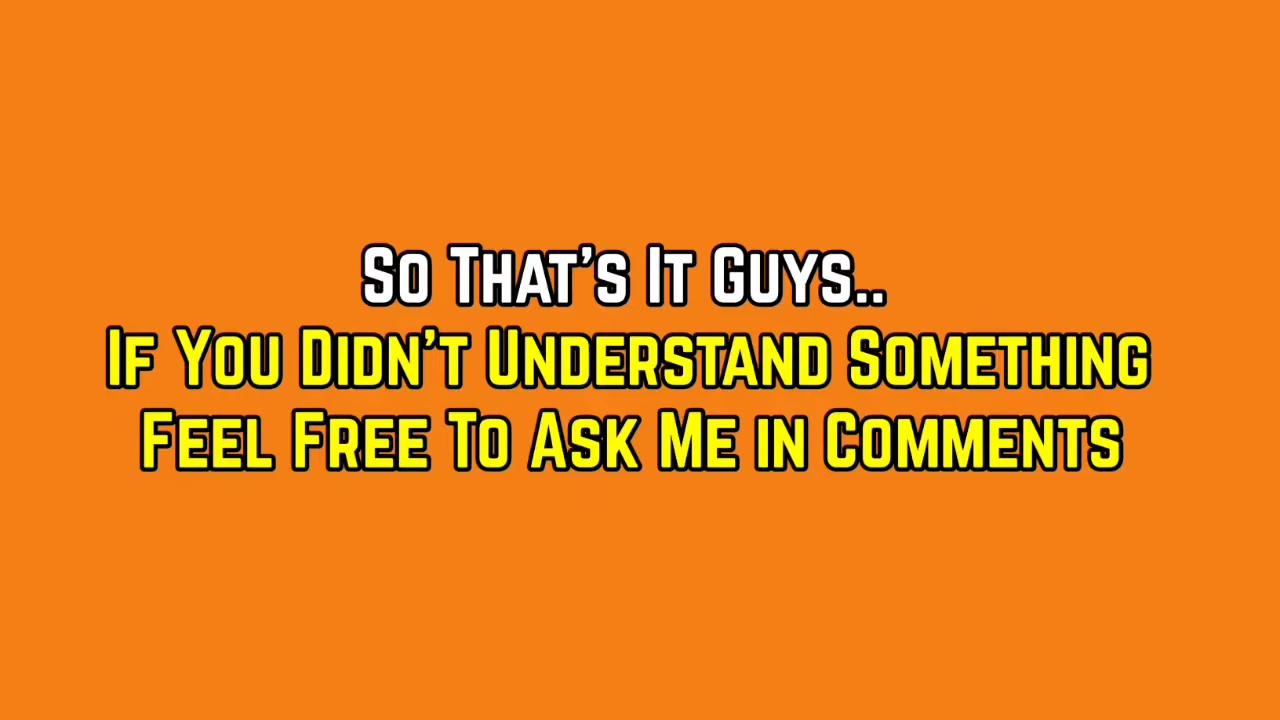 So That's It Guys..
If You Didn't Understand Something
Feel Free To Ask Me in Comments